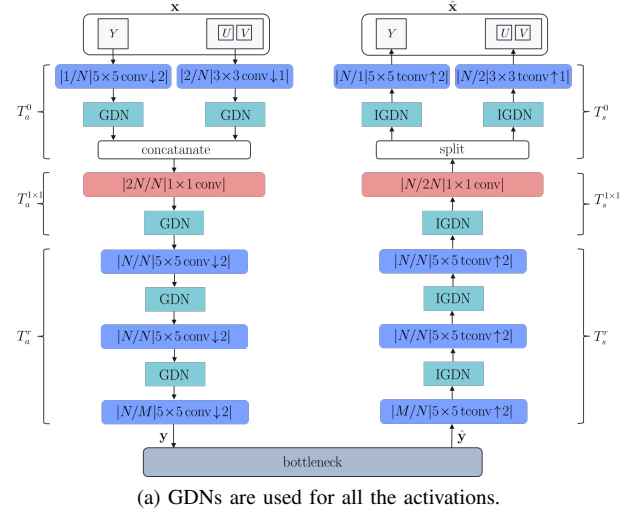 x
x̂
Y
U V
Y
U V
|1/N|5×5 conv↓2|
|2/N|3×3 conv↓1|
|N/1|5×5 tconv↑2|
|N/2|3×3 tconv↑1|
T_a^0
GDN
GDN
IGDN
IGDN
T_s^0
concatanate
split
T_a^{1×1}
|2N/N|1×1 conv|
|N/2N|1×1 conv|
T_s^{1×1}
GDN
IGDN
|N/N|5×5 conv↓2|
|N/N|5×5 tconv↑2|
GDN
IGDN
T_a^r
|N/N|5×5 conv↓2|
|N/N|5×5 tconv↑2|
T_s^r
GDN
IGDN
|N/M|5×5 conv↓2|
|M/N|5×5 tconv↑2|
y
ŷ
bottleneck
(a) GDNs are used for all the activations.